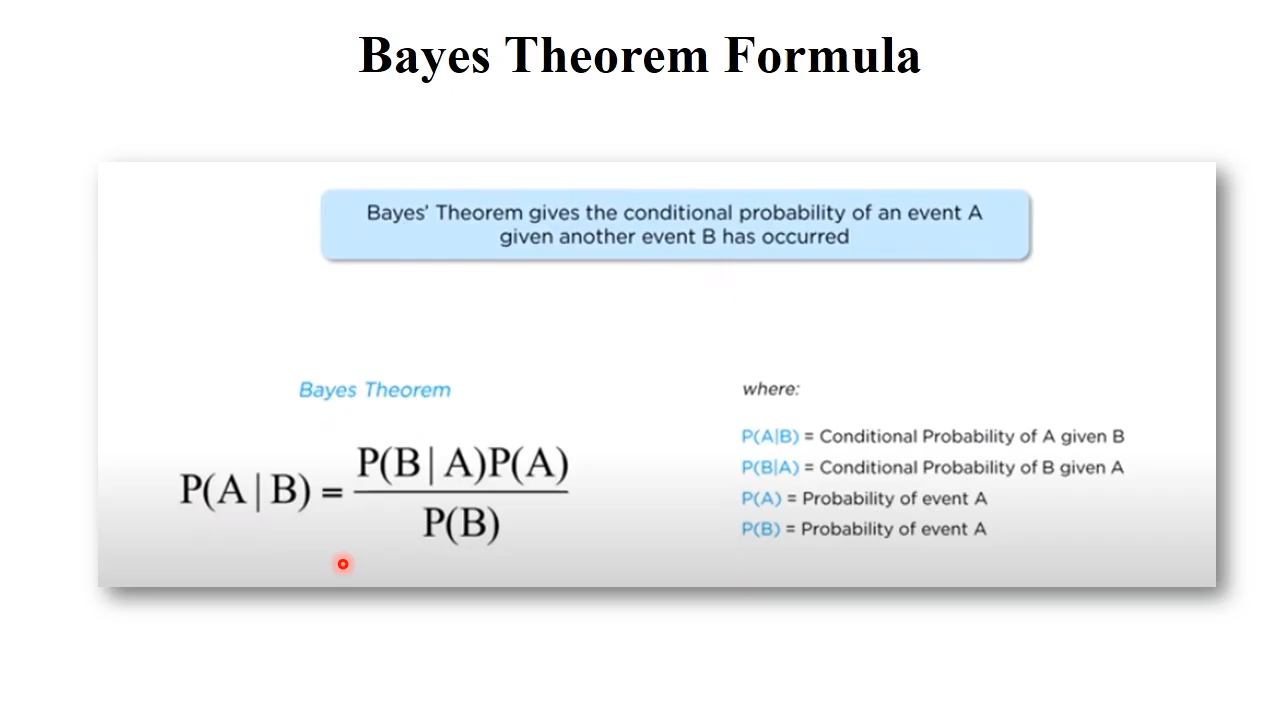 Bayes Theorem Formula
Bayes' Theorem gives the conditional probability of an event A
given another event B has occurred
Bayes Theorem
P(A | B) = P(B | A)P(A) / P(B)
where:
P(A|B) = Conditional Probability of A given B
P(B|A) = Conditional Probability of B given A
P(A) = Probability of event A
P(B) = Probability of event A